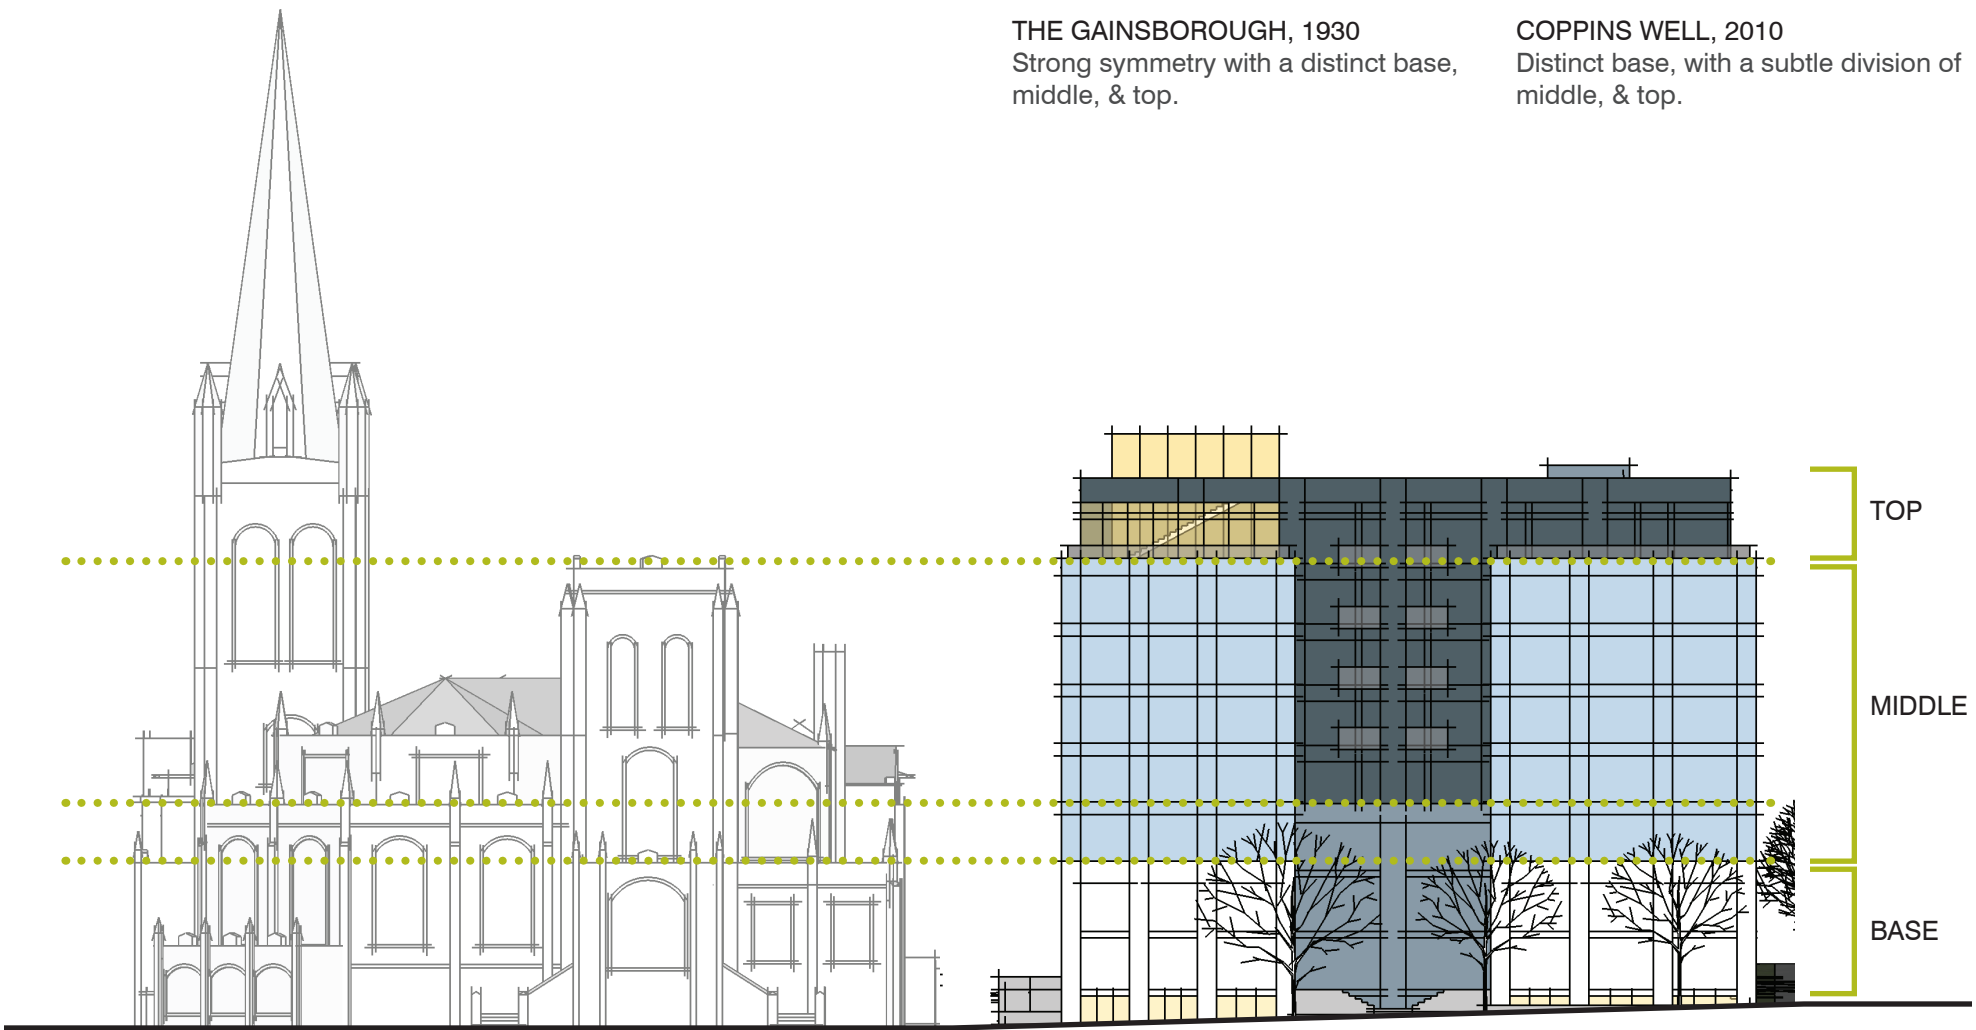 THE GAINSBOROUGH, 1930
Strong symmetry with a distinct base,
middle, & top.
COPPINS WELL, 2010
Distinct base, with a subtle division of
middle, & top.
TOP
MIDDLE
BASE